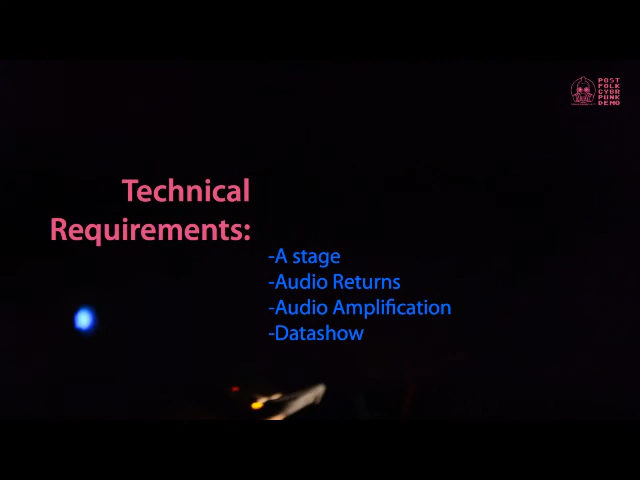 POST
FOLK
CYBR
PUNK
DEMO
Technical
Requirements:
-A stage
-Audio Returns
-Audio Amplification
-Datashow